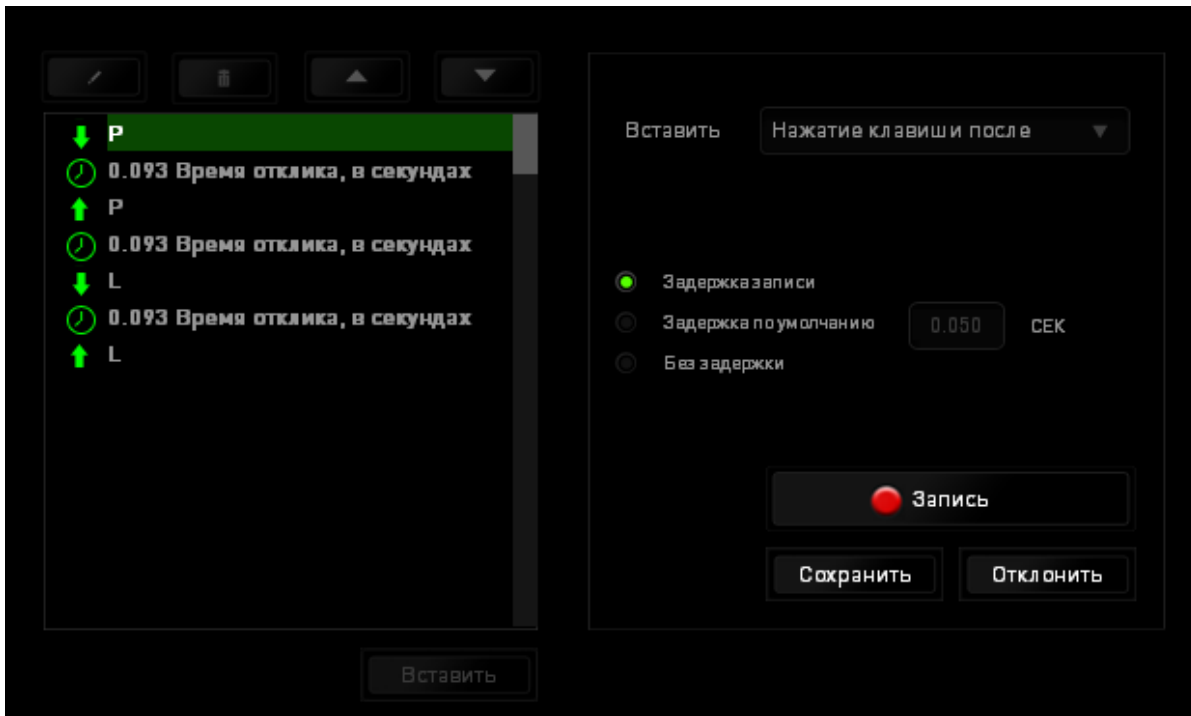 P
0.093 Время отклика, в секундах
P
0.093 Время отклика, в секундах
L
0.093 Время отклика, в секундах
L
Вставить
Вставить Нажатие клавиши после
Задержка записи
Задержка по умолчанию 0.050 СЕК
Без задержки
Запись
Сохранить Отклонить